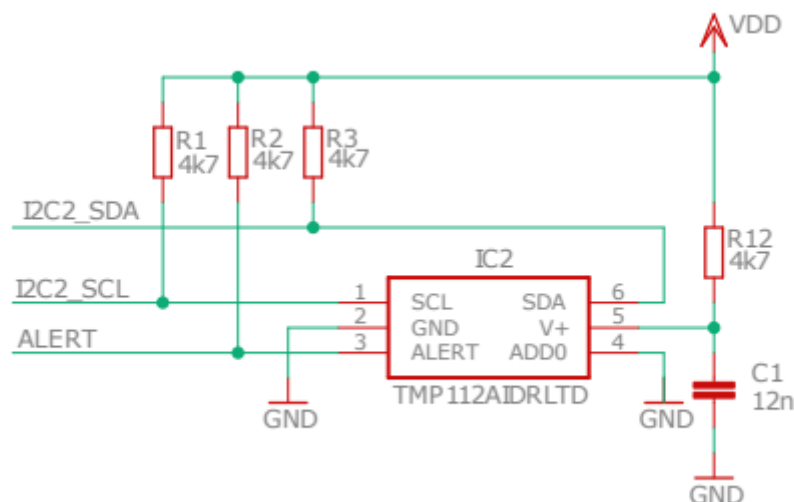 VDD
R1
4k7
R2
4k7
R3
4k7
I2C2_SDA
R12
4k7
IC2
I2C2_SCL
1
SCL
SDA
6
2
GND
V+
5
ALERT
3
ALERT
ADD0
4
TMP112AIDRLTD
C1
12n
GND
GND
GND